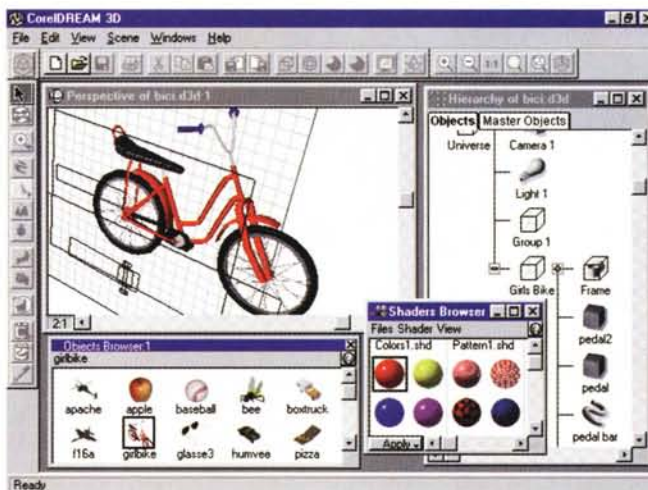 CorelDREAM 3D
File Edit View Scene Windows Help
1:1
Perspective of bici.d3d 1
2:1
Hierarchy of bici.d3d
Objects Master Objects
Universe
Camera 1
Light 1
Group 1
Girls Bike
Frame
pedal2
pedal
pedal bar
Objects Browser:1
girlbike
apache apple baseball bee boxtruck
f16a girlbike glasse3 humvee pizza
Shaders Browser
Files Shader View
Colors1.shd Pattern1.shd
Apply
Ready